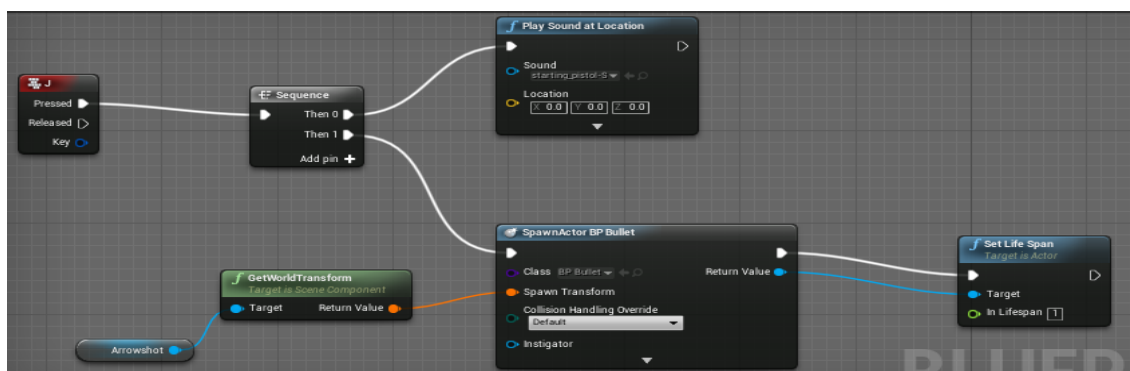 Play Sound at Location
Sound
starting_pistol-S
Location
X 0.0 Y 0.0 Z 0.0
J
Pressed
Released
Key
Sequence
Then 0
Then 1
Add pin
SpawnActor BP Bullet
Class BP Bullet
Return Value
Spawn Transform
Collision Handling Override
Default
Instigator
Set Life Span
Target is Actor
Target
In Lifespan 1
GetWorldTransform
Target is Scene Component
Target Return Value
Arrowshot
BLUEP